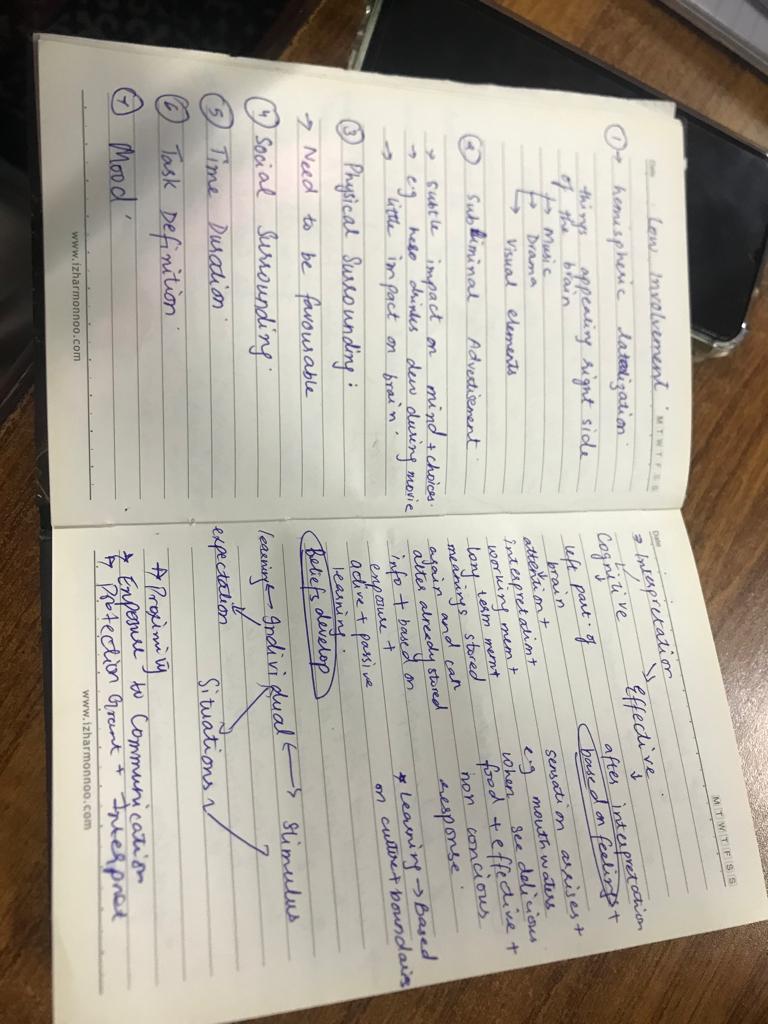 Date Low Involvement M T W T F S S
① → hemispheric latedization
things appealing right side
of the brain
→ Music
→ Drama
→ Visual elements
② Subliminal Advertisement
→ subtle impact on mind + choices.
→ e.g hero drinks dew during movie
→ little impact on brain
③ Physical Surrounding :
→ Need to be favourable
④ Social Surrounding
⑤ Time Duration
⑥ Task Definition
⑦ Mood
www.izharmonnoo.com
M T W T F S S
Date
Interpretation
Cognitive
left part of
brain
attention +
interpretation +
working mem +
long term mem +
meanings stored
again and can
alter already stored
info + based on
exposure +
active + passive
learning.
Beliefs develop
Effective
after interpretation
based on feelings +
sensation arrises +
e.g mouth waters
when see delicious
food + effective +
non concious
response.
* Learning → Based
on culture + boundaries
learning ← Individual ↔ Stimulus
expectation
Situations
→ Proximity
→ Exposure to Communication
→ Protection Grant + Interpret
www.izharmonnoo.com